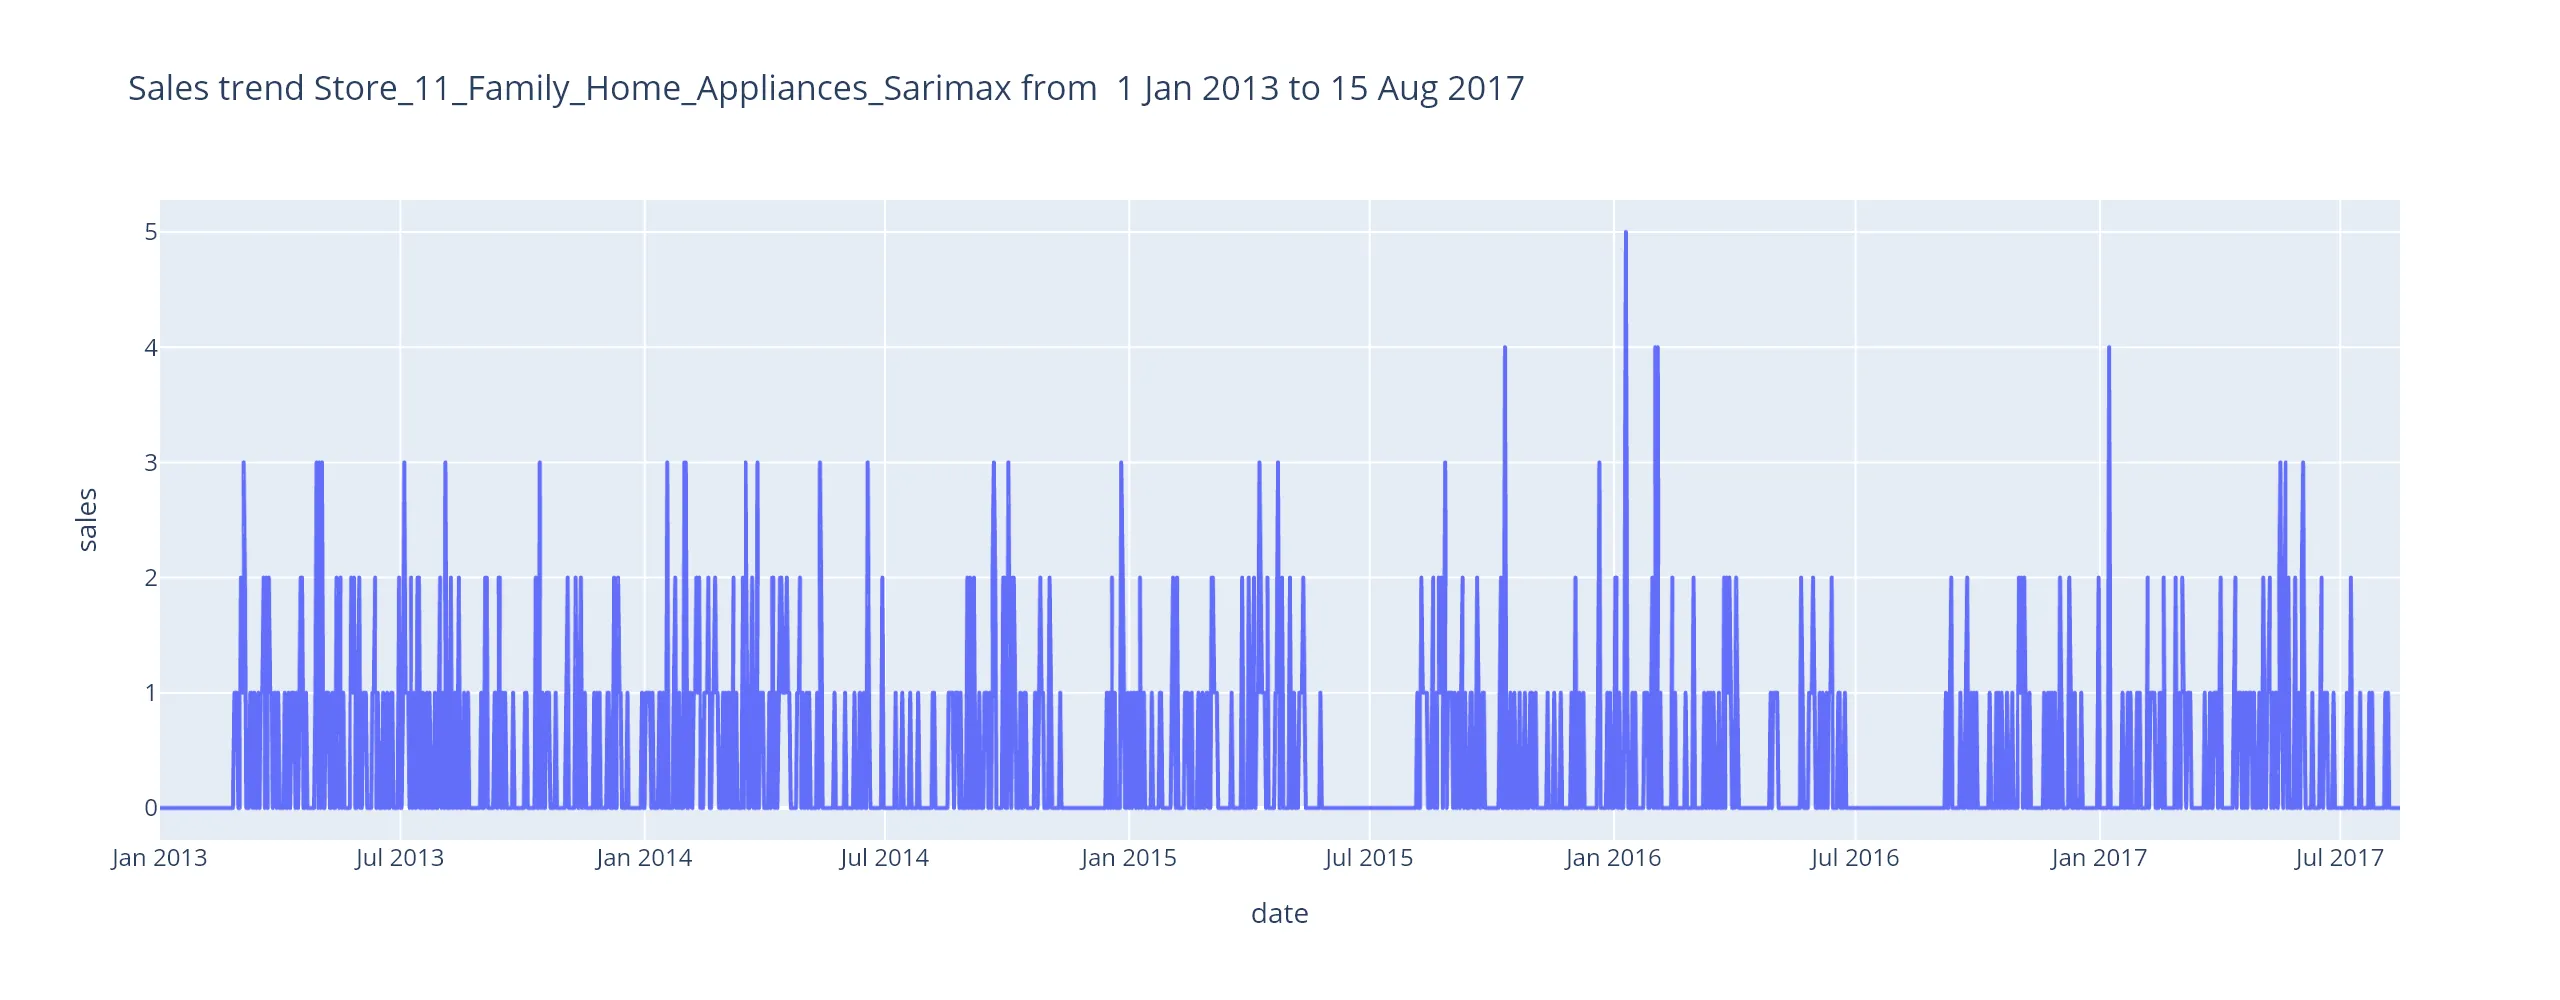 Sales trend Store_11_Family_Home_Appliances_Sarimax from  1 Jan 2013 to 15 Aug 2017
5
4
3
2
1
0
sales
Jan 2013 Jul 2013 Jan 2014 Jul 2014 Jan 2015 Jul 2015 Jan 2016 Jul 2016 Jan 2017 Jul 2017
date